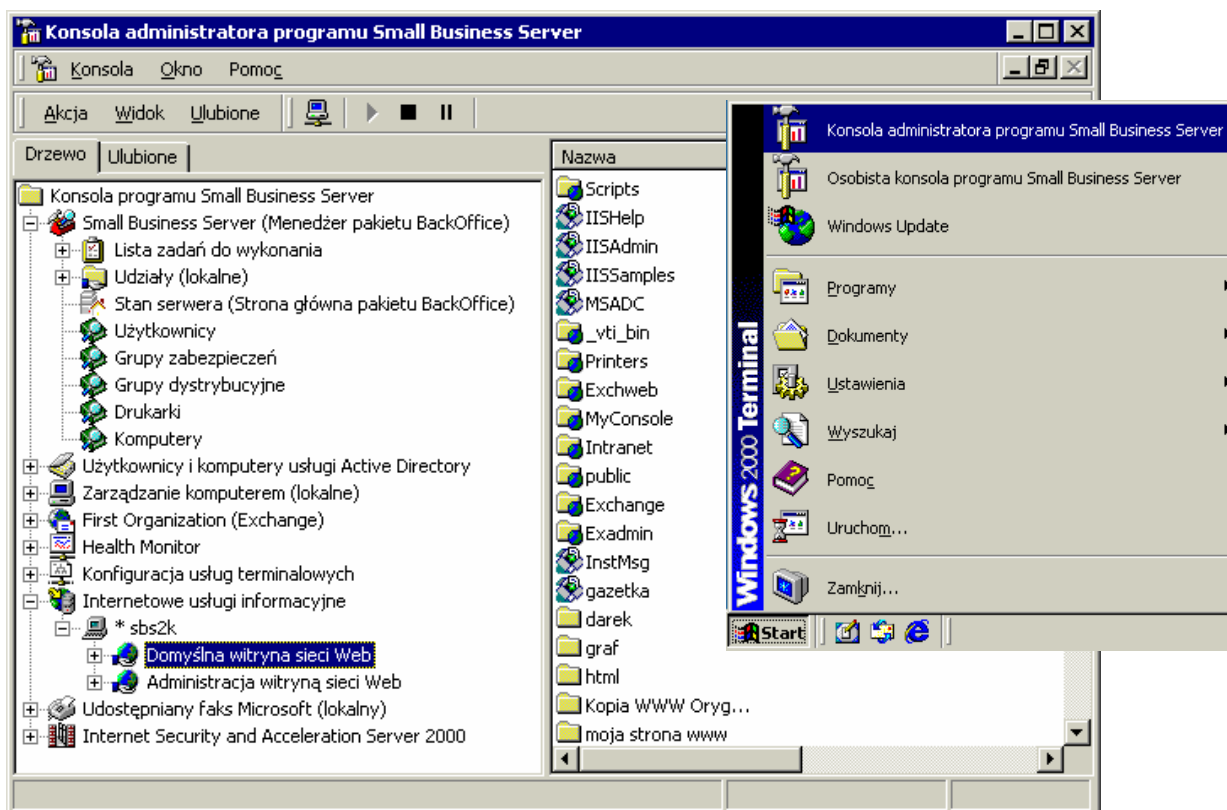 Konsola administratora programu Small Business Server
Konsola Okno Pomoc
Akcja Widok Ulubione
Drzewo Ulubione
Konsola programu Small Business Server
Small Business Server (Menedżer pakietu BackOffice)
Lista zadań do wykonania
Udziały (lokalne)
Stan serwera (Strona główna pakietu BackOffice)
Użytkownicy
Grupy zabezpieczeń
Grupy dystrybucyjne
Drukarki
Komputery
Użytkownicy i komputery usługi Active Directory
Zarządzanie komputerem (lokalne)
First Organization (Exchange)
Health Monitor
Konfiguracja usług terminalowych
Internetowe usługi informacyjne
* sbs2k
Domyślna witryna sieci Web
Administracja witryną sieci Web
Udostępniany faks Microsoft (lokalny)
Internet Security and Acceleration Server 2000
Nazwa
Scripts
IISHelp
IISAdmin
IISSamples
MSADC
_vti_bin
Printers
Exchweb
MyConsole
Intranet
public
Exchange
Exadmin
InstMsg
gazetka
darek
graf
html
Kopia WWW Oryg...
moja strona www
Konsola administratora programu Small Business Server
Osobista konsola programu Small Business Server
Windows Update
Programy
Dokumenty
Ustawienia
Wyszukaj
Pomoc
Uruchom...
Zamknij...
Windows 2000 Terminal
Start